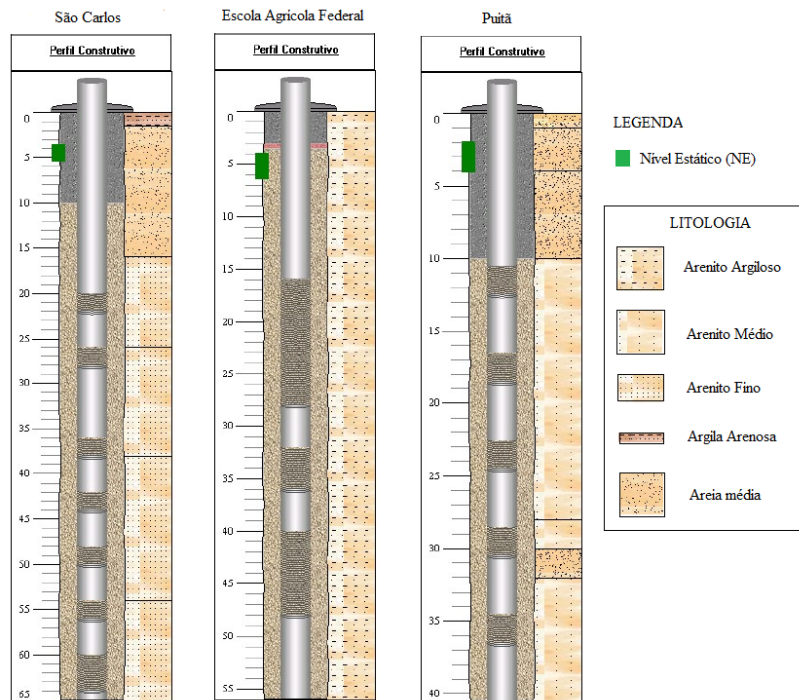 São Carlos
Escola Agrícola Federal
Puitã
Perfil Construtivo
Perfil Construtivo
Perfil Construtivo
0
5
10
15
20
25
30
35
40
45
50
55
60
65
0
5
10
15
20
25
30
35
40
45
50
55
0
5
10
15
20
25
30
35
40
LEGENDA
Nivel Estático (NE)
LITOLOGIA
Arenito Argiloso
Arenito Médio
Arenito Fino
Argila Arenosa
Areia média